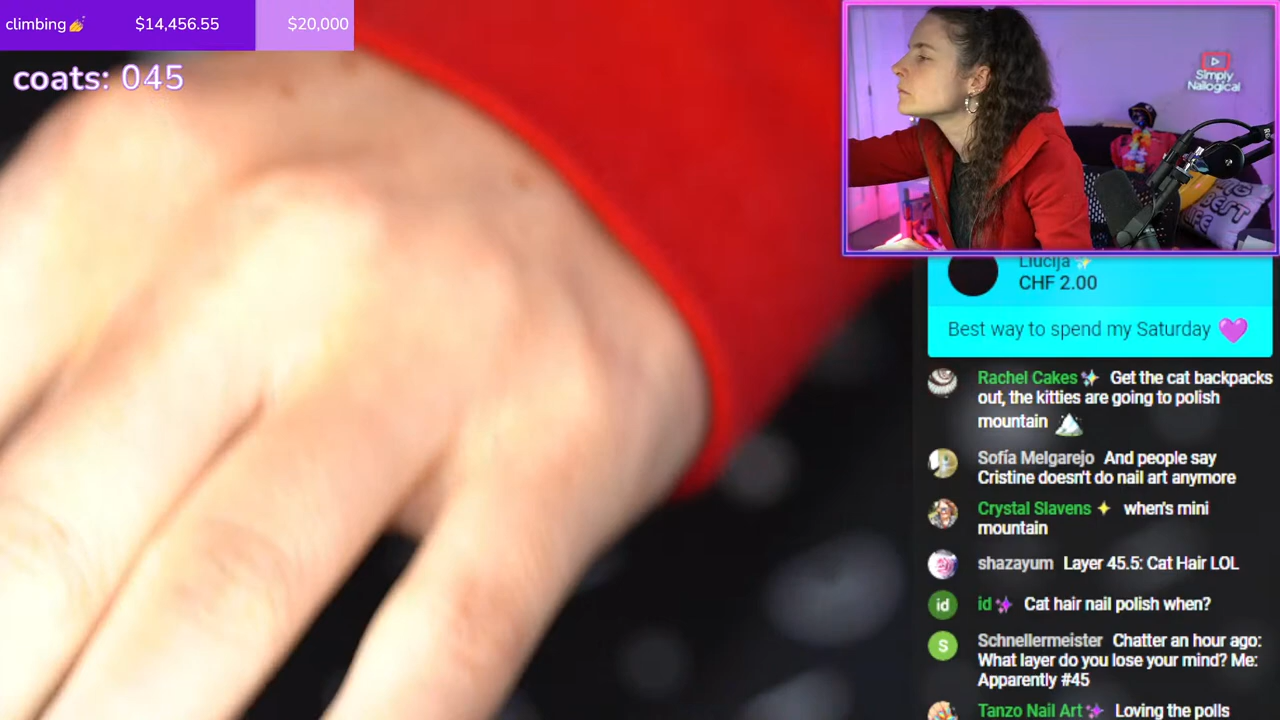 climbing💅 $14,456.55 $20,000
coats: 045
Simply
Nailogical
Liucija ✨
CHF 2.00
Best way to spend my Saturday 💜
Rachel Cakes✨ Get the cat backpacks
out, the kitties are going to polish
mountain 🏔️
Sofía Melgarejo And people say
Cristine doesn't do nail art anymore
Crystal Slavens ✨ when's mini
mountain
shazayum Layer 45.5: Cat Hair LOL
id
id✨ Cat hair nail polish when?
S
Schnellermeister Chatter an hour ago:
What layer do you lose your mind? Me:
Apparently #45
Tanzo Nail Art✨ Loving the polls